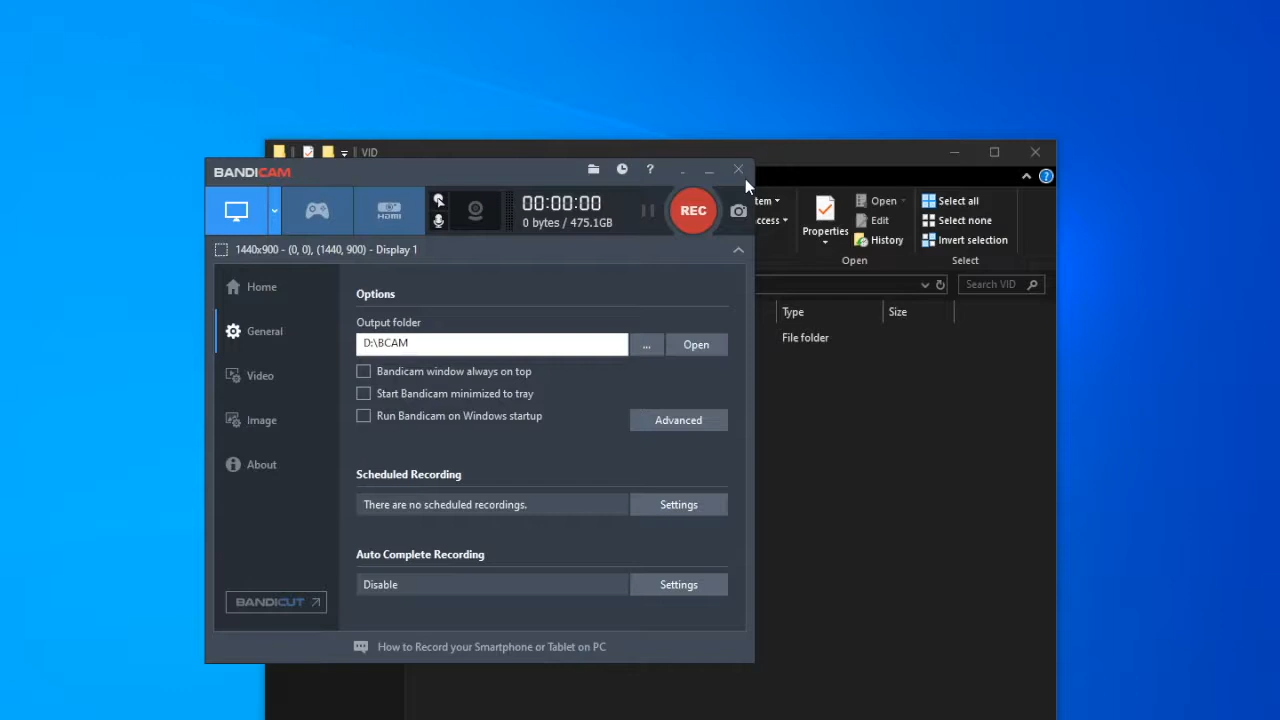 VID
BANDICAM
?
HDMI
00:00:00
0 bytes / 475.1GB
REC
1440x900 - (0, 0), (1440, 900) - Display 1
Home
General
Video
Image
About
BANDICUT
Options
Output folder
D:\BCAM
...
Open
Bandicam window always on top
Start Bandicam minimized to tray
Run Bandicam on Windows startup
Advanced
Scheduled Recording
There are no scheduled recordings.
Settings
Auto Complete Recording
Disable
Settings
How to Record your Smartphone or Tablet on PC
Properties
Open
Edit
History
Open
Select all
Select none
Invert selection
Select
Search VID
Type
Size
File folder